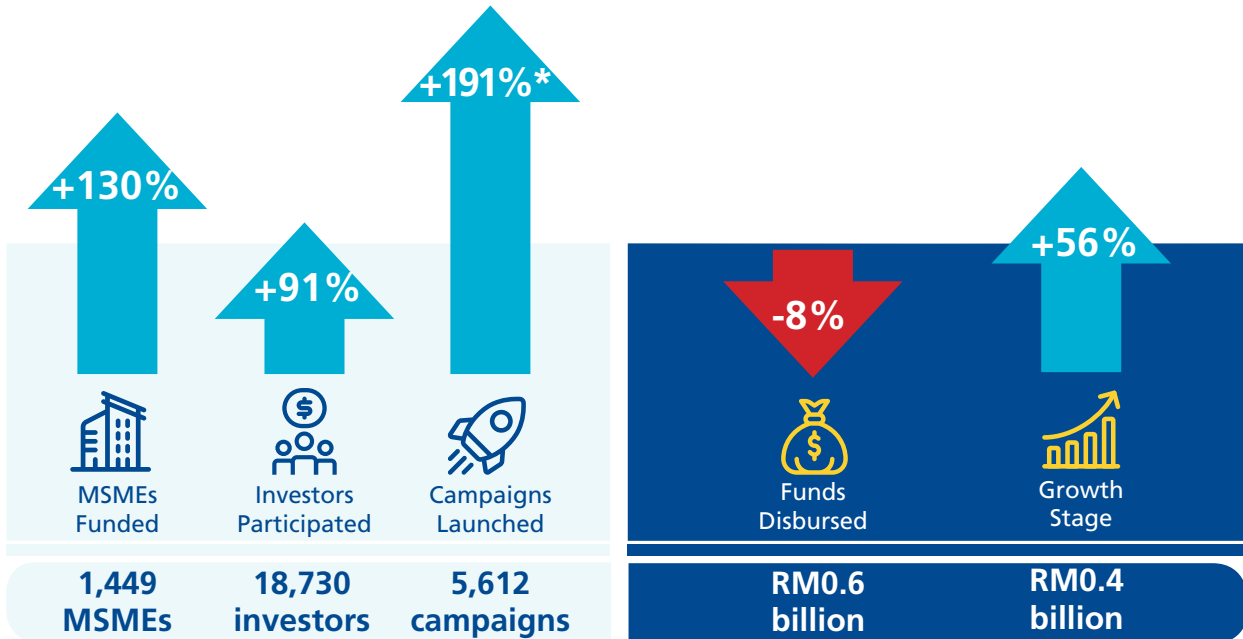 +130%
+91%
+191%*
-8%
+56%
$
$
MSMEs
Funded
Investors
Participated
Campaigns
Launched
Funds
Disbursed
Growth
Stage
1,449
MSMEs
18,730
investors
5,612
campaigns
RM0.6
billion
RM0.4
billion